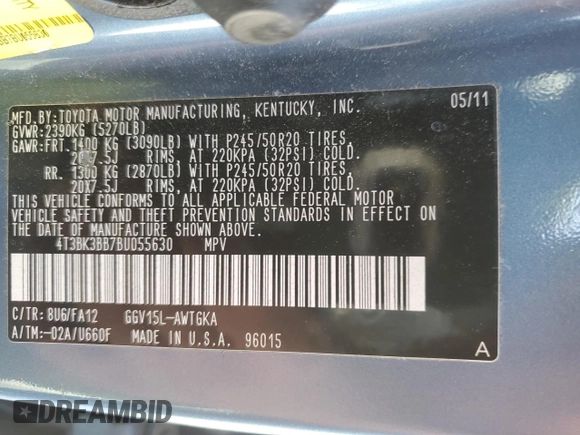 MFD.BY:TOYOTA MOTOR MANUFACTURING, KENTUCKY, INC. 05/11
GVWR:2390KG (5270LB)
GAWR:FRT. 1400 KG (3090LB) WITH P245/50R20 TIRES,
20X7.5J RIMS, AT 220KPA (32PSI) COLD.
RR. 1300 KG (2870LB) WITH P245/50R20 TIRES,
20X7.5J RIMS, AT 220KPA (32PSI) COLD.
THIS VEHICLE CONFORMS TO ALL APPLICABLE FEDERAL MOTOR
VEHICLE SAFETY AND THEFT PREVENTION STANDARDS IN EFFECT ON
THE DATE OF MANUFACTURE SHOWN ABOVE.
4T3BK3BB7BU055630 MPV
C/TR: 8U6/FA12 GGV15L-AWTGKA
A/TM:-02A/U660F MADE IN U.S.A. 96015
A
DREAMBID